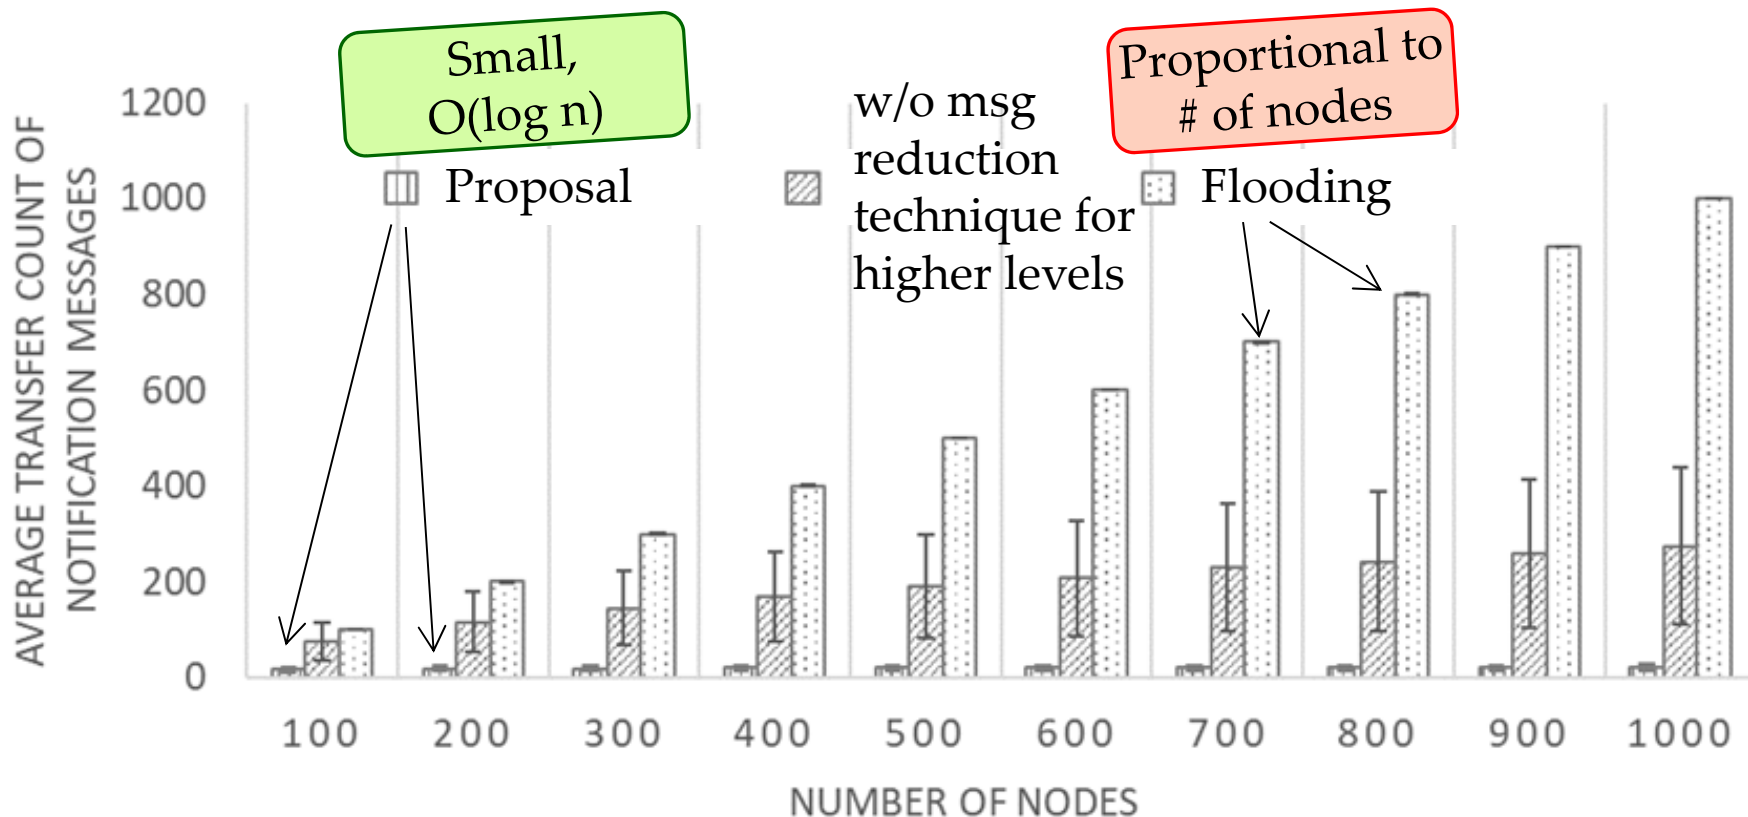 Small,
O(log n)
Proportional to
# of nodes
Proposal
w/o msg
reduction
technique for
higher levels
Flooding
AVERAGE TRANSFER COUNT OF
NOTIFICATION MESSAGES
1200
1000
800
600
400
200
0
100 200 300 400 500 600 700 800 900 1000
NUMBER OF NODES